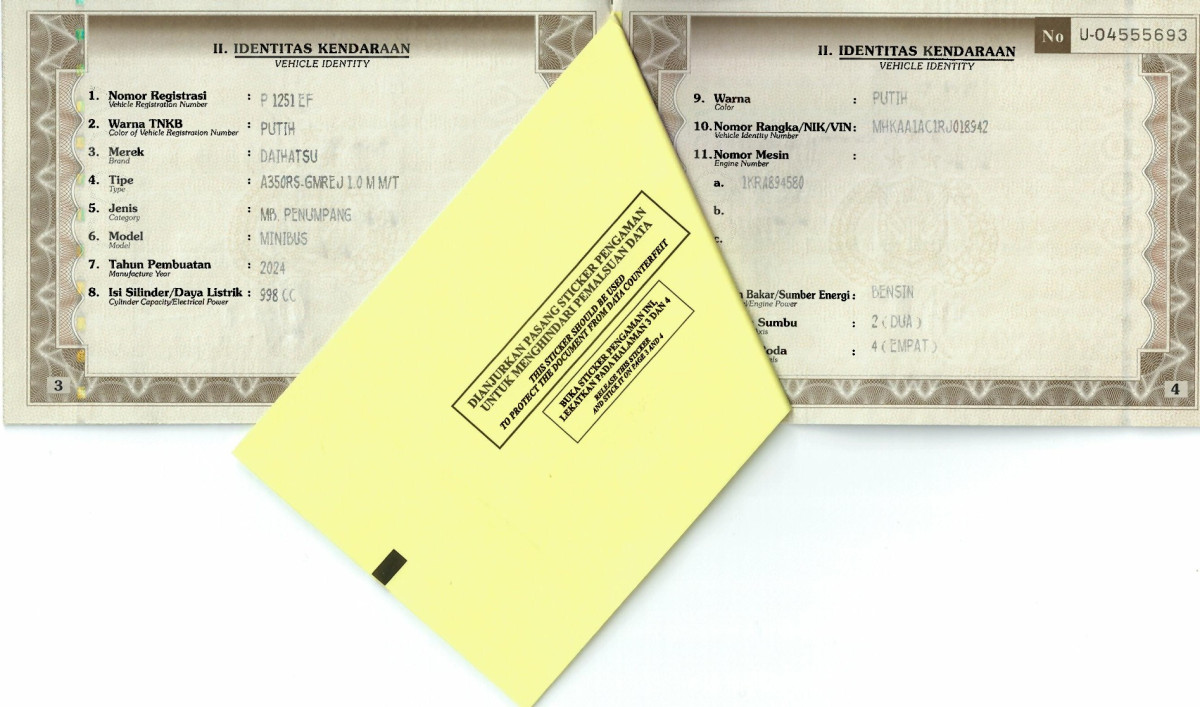 II. IDENTITAS KENDARAAN
VEHICLE IDENTITY
1. Nomor Registrasi : P 1251 EF
Vehicle Registration Number
2. Warna TNKB : PUTIH
Color of Vehicle Registration Number
3. Merek : DAIHATSU
Brand
4. Tipe : A350RS-GMREJ 1.0 M M/T
Type
5. Jenis : MB. PENUMPANG
Category
6. Model : MINIBUS
Model
7. Tahun Pembuatan : 2024
Manufacture Year
8. Isi Silinder/Daya Listrik : 998 CC
Cylinder Capacity/Electrical Power
3
DIANJURKAN PASANG STICKER PENGAMAN
UNTUK MENGHINDARI PEMALSUAN DATA
THIS STICKER SHOULD BE USED
TO PROTECT THE DOCUMENT FROM DATA COUNTERFEIT
BUKA STICKER PENGAMAN INI,
LEKATKAN PADA HALAMAN 3 DAN 4
RELEASE THIS STICKER
AND STICK IT ON PAGE 3 AND 4
No U-04555693
II. IDENTITAS KENDARAAN
VEHICLE IDENTITY
9. Warna : PUTIH
Color
10. Nomor Rangka/NIK/VIN : MHKAA1AC1RJ018942
Vehicle Identity Number
11. Nomor Mesin :
Engine Number
a. 1KRA894580
b.
c.
Bakar/Sumber Energi : BENSIN
/Engine Power
Sumbu : 2 ( DUA )
: 4 ( EMPAT )
4